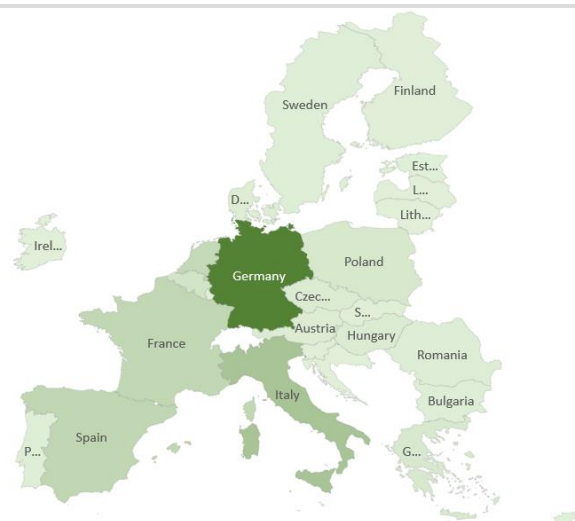 Finland
Sweden
Est...
L...
D...
Lith...
Irel...
Poland
Germany
Czec...
S...
Austria
Hungary
France
Romania
Italy
Bulgaria
Spain
P...
G...